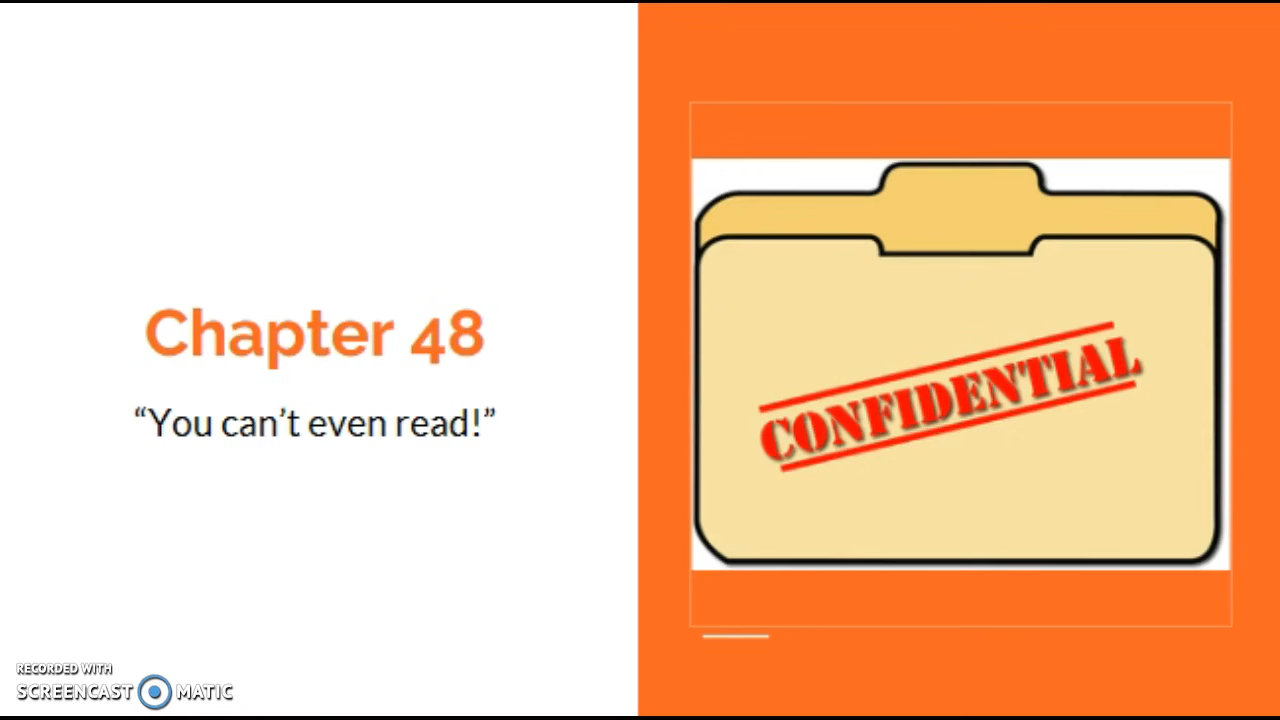 Chapter 48
“You can’t even read!”
CONFIDENTIAL
RECORDED WITH
SCREENCAST MATIC